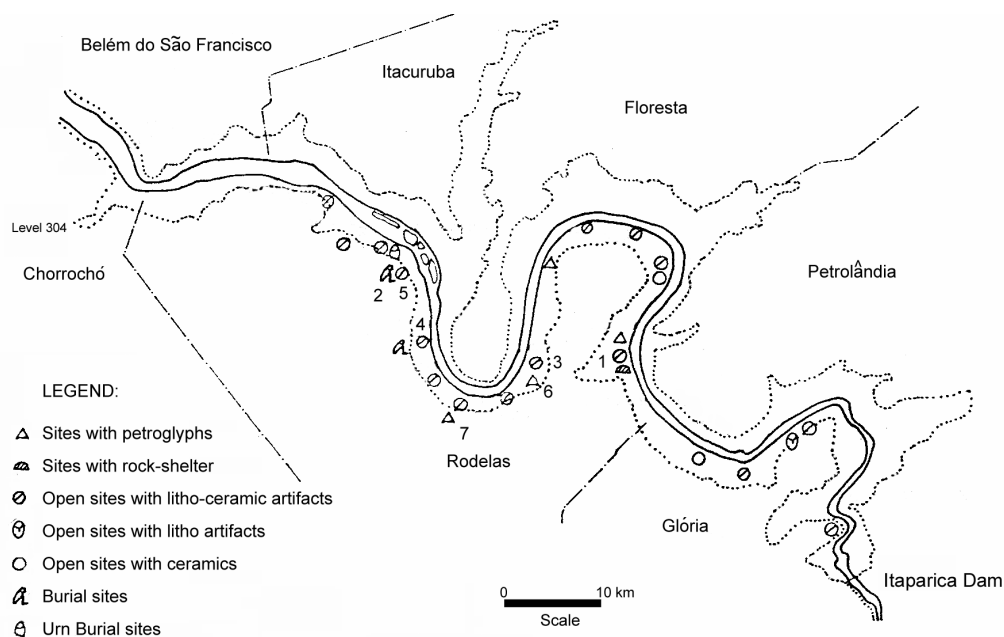 Belém do São Francisco
Itacuruba
Floresta
Level 304
Chorrochó
Petrolândia
2 5
4
3
1
6
7
Rodelas
Glória
Itaparica Dam
LEGEND:
Sites with petroglyphs
Sites with rock-shelter
Open sites with litho-ceramic artifacts
Open sites with litho artifacts
Open sites with ceramics
Burial sites
Urn Burial sites
0 10 km
Scale